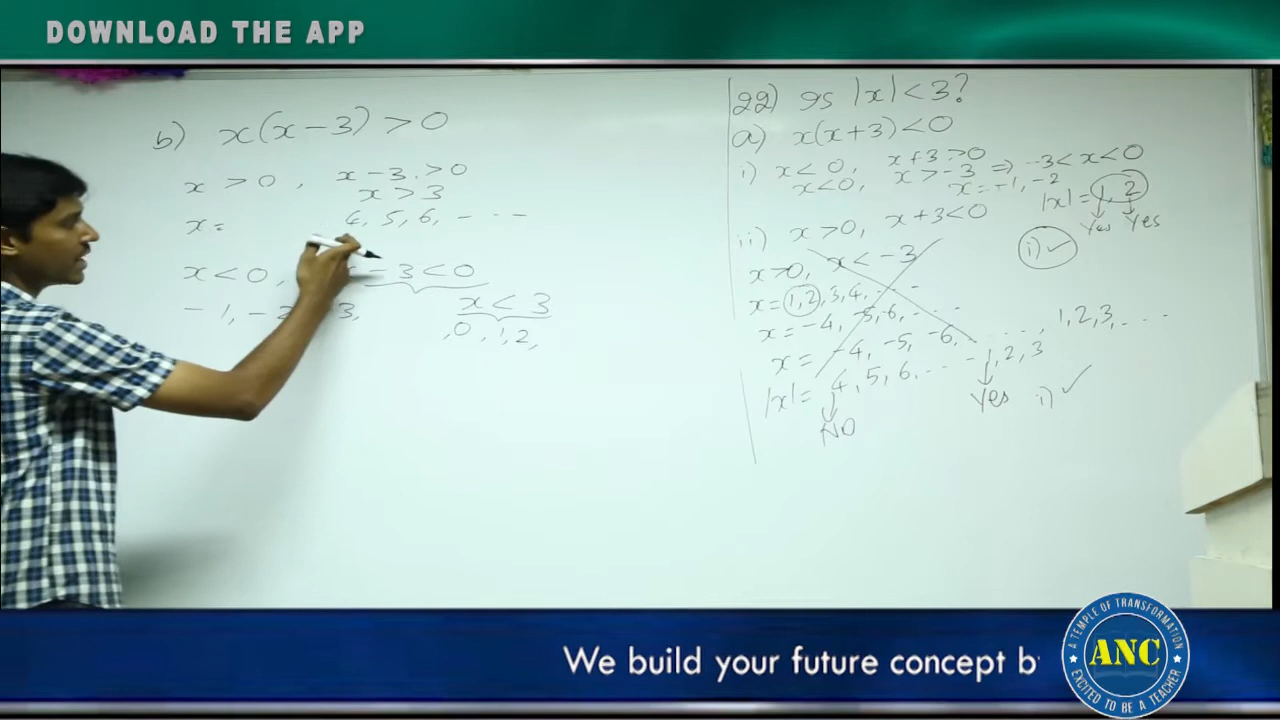 DOWNLOAD THE APP
b) x(x-3) > 0
x > 0, x-3 > 0
x > 3
x = 4, 5, 6, - - -
x < 0, -3 < 0
x < 3
-1, 3,
,0, 1, 2,
22) Is |x| < 3?
a) x(x+3) < 0
i) x < 0, x+3 > 0
x < 0, x > -3 ⇒ -3 < x < 0
x = -1, -2
|x| = 1, 2
Yes Yes
ii) x > 0, x+3 < 0
i) ✓
x > 0, x < -3
x = 1, 2, 3, 4, - -
x = -4, -5, -6, - - - - - -, 1, 2, 3, - - -
x = -4, -5, -6,
|x| = 4, 5, 6, - - - 1, 2, 3
NO
Yes i) ✓
We build your future concept b
A TEMPLE OF TRANSFORMATION
ANC
EXCITED TO BE A TEACHER